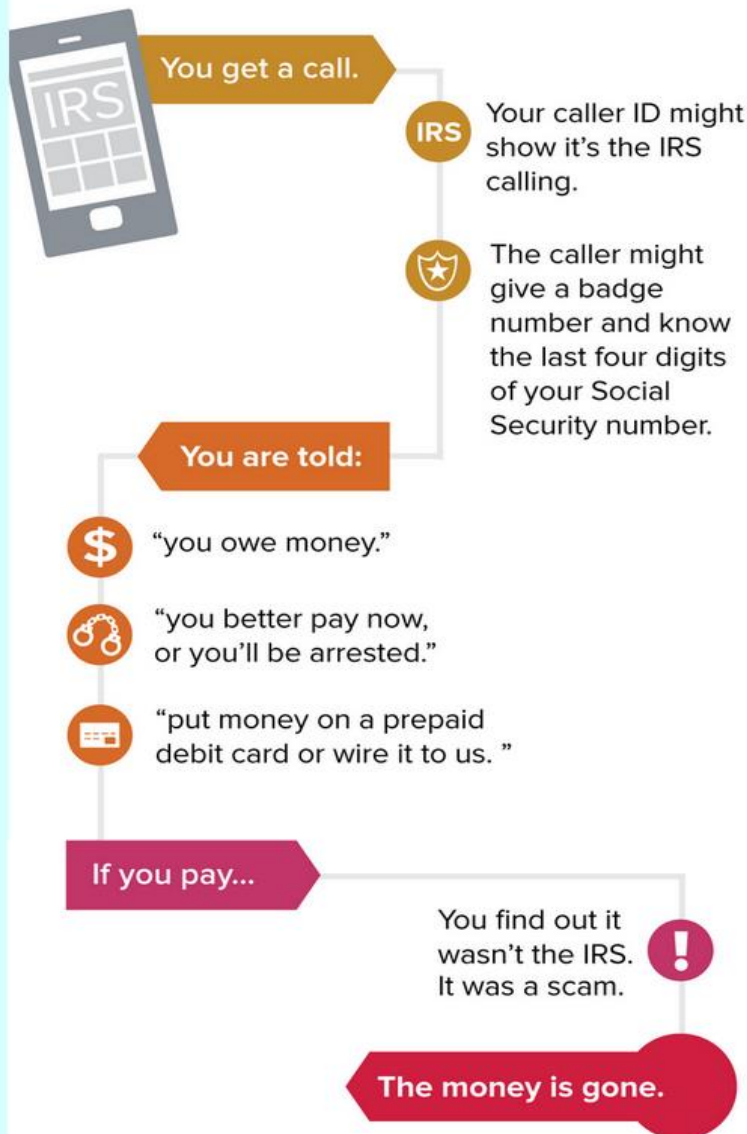 IRS
You get a call.
IRS
Your caller ID might
show it’s the IRS
calling.
The caller might
give a badge
number and know
the last four digits
of your Social
Security number.
You are told:
$
“you owe money.”
“you better pay now,
or you’ll be arrested.”
“put money on a prepaid
debit card or wire it to us. ”
If you pay...
You find out it
wasn’t the IRS.
It was a scam.
!
The money is gone.